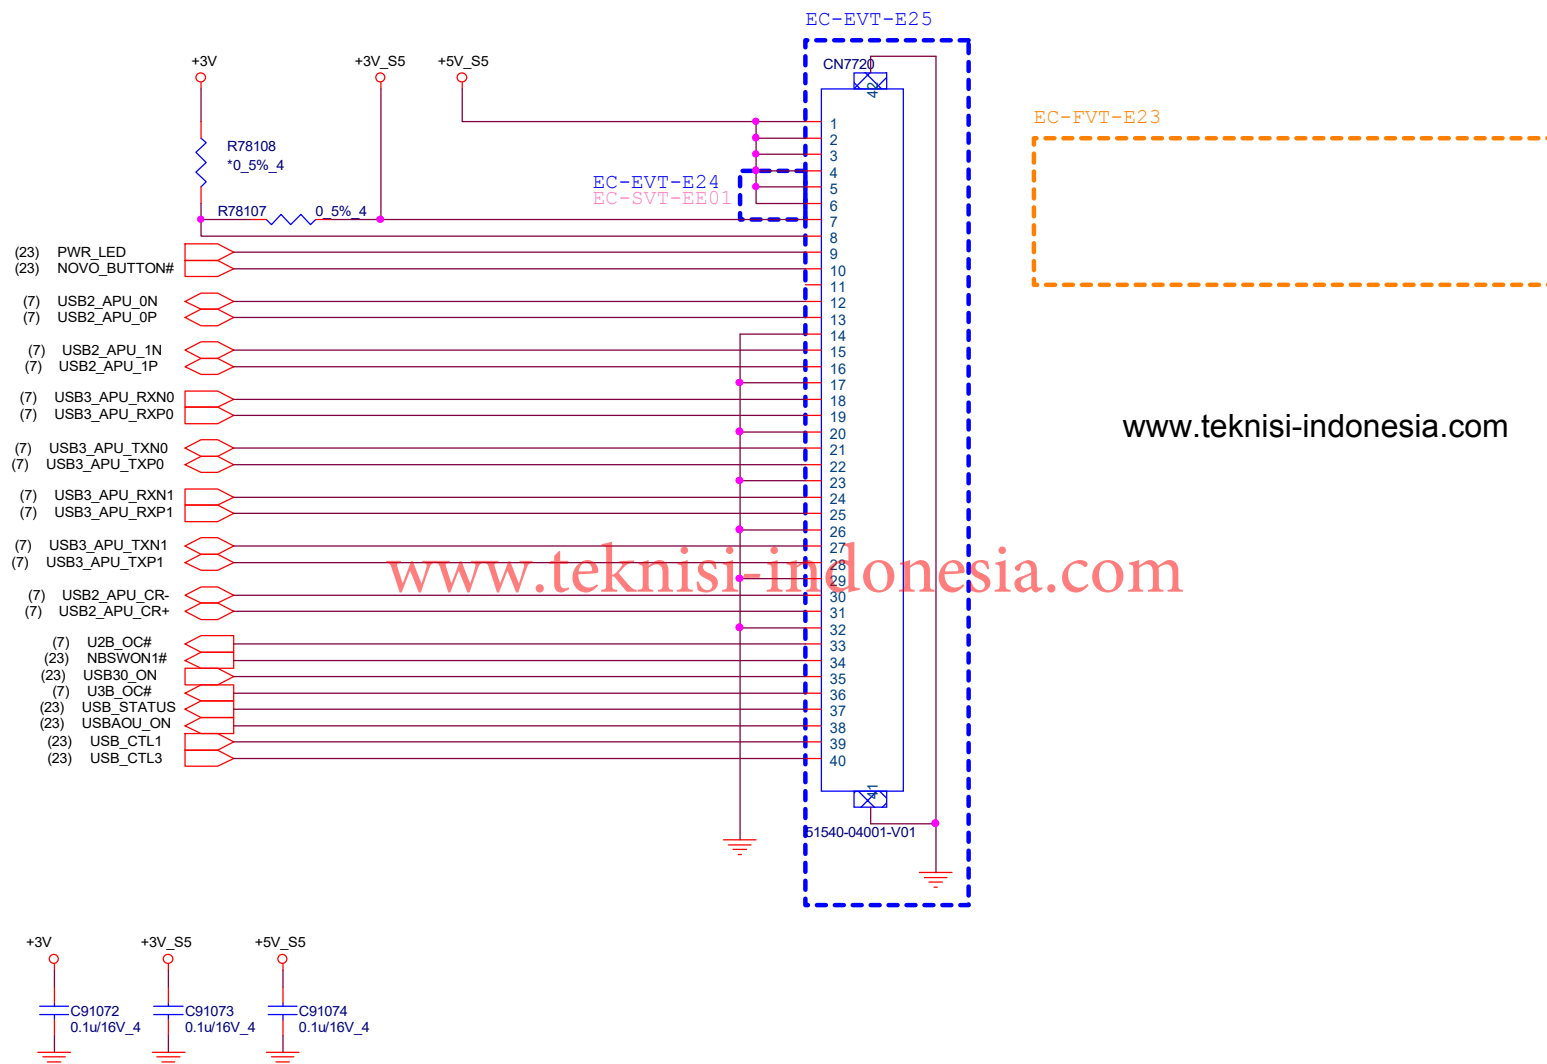 EC-EVT-E25
+3V
+3V_S5
+5V_S5
CN7720
42
EC-FVT-E23
R78108
*0_5%_4
EC-EVT-E24
EC-SVT-EE01
R78107
0_5%_4
1
2
3
4
5
6
7
8
(23) PWR_LED 9
(23) NOVO_BUTTON# 10
11
(7) USB2_APU_0N 12
(7) USB2_APU_0P 13
14
(7) USB2_APU_1N 15
(7) USB2_APU_1P 16
17
(7) USB3_APU_RXN0 18
(7) USB3_APU_RXP0 19
20
(7) USB3_APU_TXN0 21
(7) USB3_APU_TXP0 22
23
(7) USB3_APU_RXN1 24
(7) USB3_APU_RXP1 25
26
(7) USB3_APU_TXN1 27
(7) USB3_APU_TXP1 28
29
(7) USB2_APU_CR- 30
(7) USB2_APU_CR+ 31
32
(7) U2B_OC# 33
(23) NBSWON1# 34
(23) USB30_ON 35
(7) U3B_OC# 36
(23) USB_STATUS 37
(23) USBAOU_ON 38
(23) USB_CTL1 39
(23) USB_CTL3 40
41
51540-04001-V01
www.teknisi-indonesia.com
www.teknisi-indonesia.com
+3V
+3V_S5
+5V_S5
C91072
0.1u/16V_4
C91073
0.1u/16V_4
C91074
0.1u/16V_4